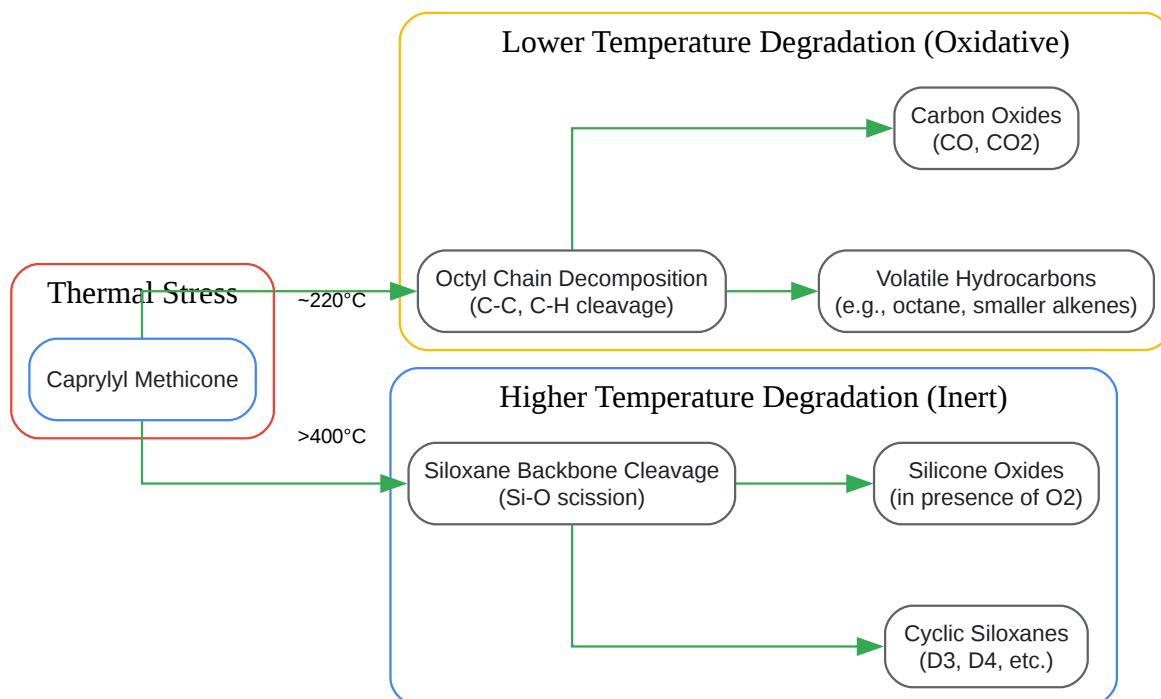 Lower Temperature Degradation (Oxidative)
Carbon Oxides
(CO, CO2)
Octyl Chain Decomposition
(C-C, C-H cleavage)
Volatile Hydrocarbons
(e.g., octane, smaller alkenes)
Thermal Stress
~220°C
Caprylyl Methicone
>400°C
Higher Temperature Degradation (Inert)
Siloxane Backbone Cleavage
(Si-O scission)
Silicone Oxides
(in presence of O2)
Cyclic Siloxanes
(D3, D4, etc.)